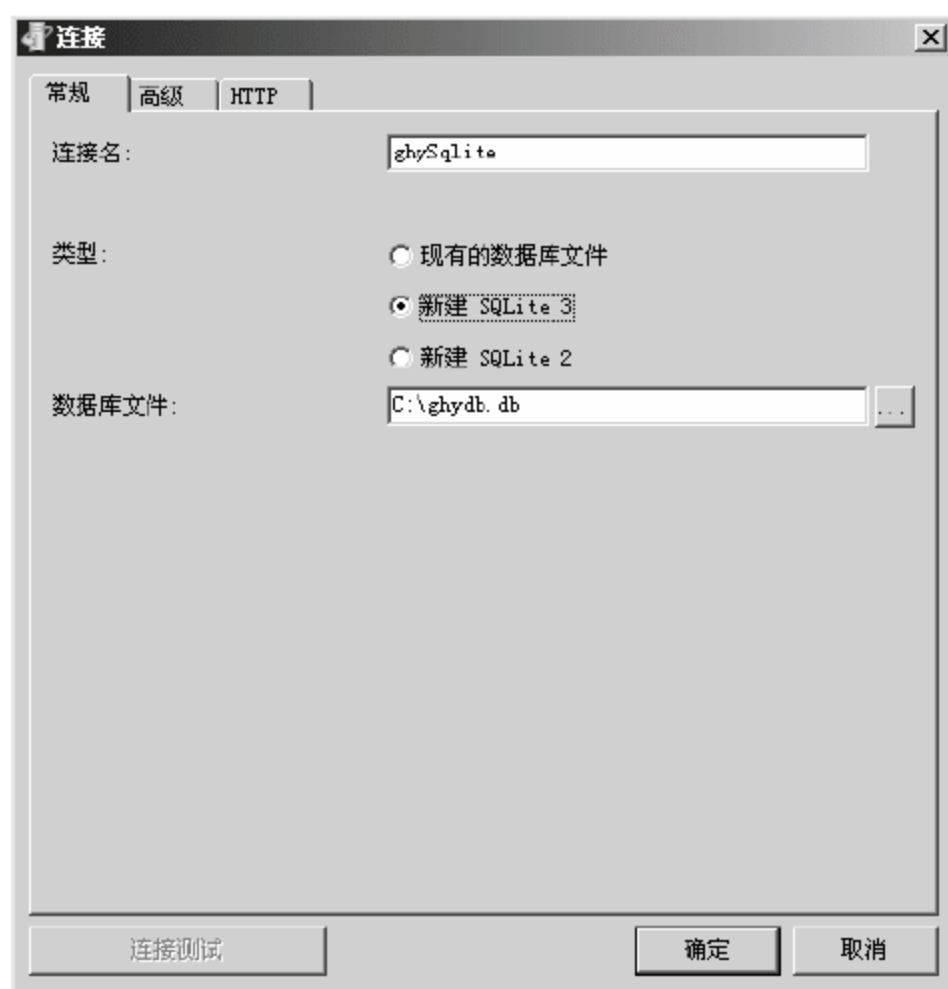 连接
常规 高级 HTTP
连接名: ghySqlite
类型: 现有的数据库文件
新建 SQLite 3
新建 SQLite 2
数据库文件: C:\ghydb.db ...
连接测试 确定 取消